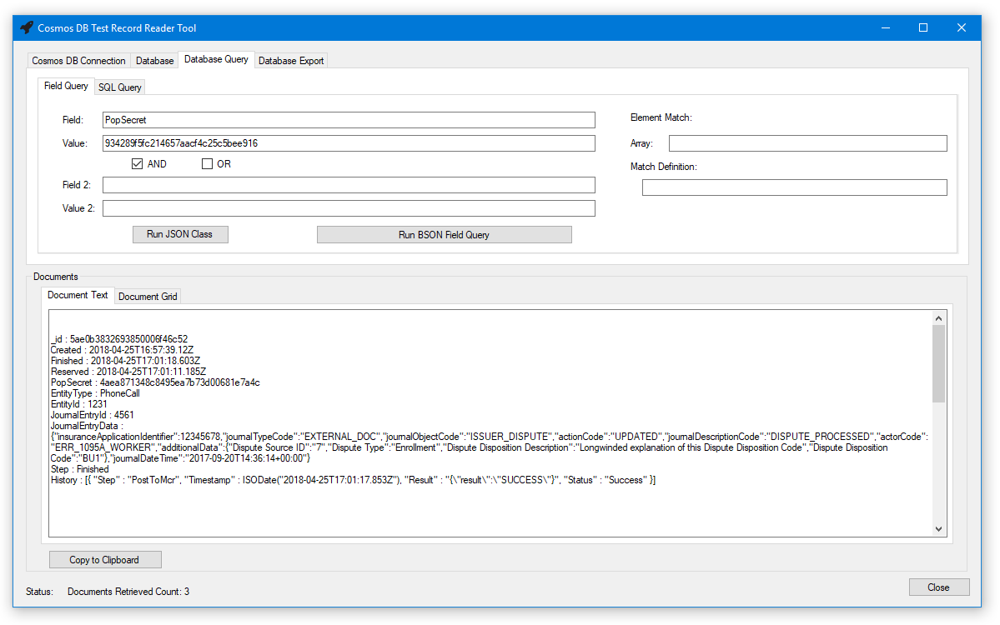 Cosmos DB Test Record Reader Tool
Cosmos DB Connection Database Database Query Database Export
Field Query SQL Query
Field: PopSecret
Value: 934289f5fc214657aacf4c25c5bee916
AND OR
Field 2:
Value 2:
Run JSON Class Run BSON Field Query
Element Match:
Array:
Match Definition:
Documents
Document Text Document Grid
_id : 5ae0b3832693850006f46c52
Created : 2018-04-25T16:57:39.12Z
Finished : 2018-04-25T17:01:18.603Z
Reserved : 2018-04-25T17:01:11.185Z
PopSecret : 4aea871348c8495ea7b73d00681e7a4c
EntityType : PhoneCall
EntityId : 1231
JournalEntryId : 4561
JournalEntryData :
{"insuranceApplicationIdentifier":12345678,"journalTypeCode":"EXTERNAL_DOC","journalObjectCode":"ISSUER_DISPUTE","actionCode":"UPDATED","journalDescriptionCode":"DISPUTE_PROCESSED","actorCode":
"ERR_1095A_WORKER","additionalData":{"Dispute Source ID":"7","Dispute Type":"Enrollment","Dispute Disposition Description":"Longwinded explanation of this Dispute Disposition Code","Dispute Disposition
Code":"BU1"},"journalDateTime":"2017-09-20T14:36:14+00:00"}
Step : Finished
History : [{ "Step" : "PostToMcr", "Timestamp" : ISODate("2018-04-25T17:01:17.853Z"), "Result" : "{\"result\":\"SUCCESS\"}", "Status" : "Success" }]
Copy to Clipboard
Status: Documents Retrieved Count: 3
Close